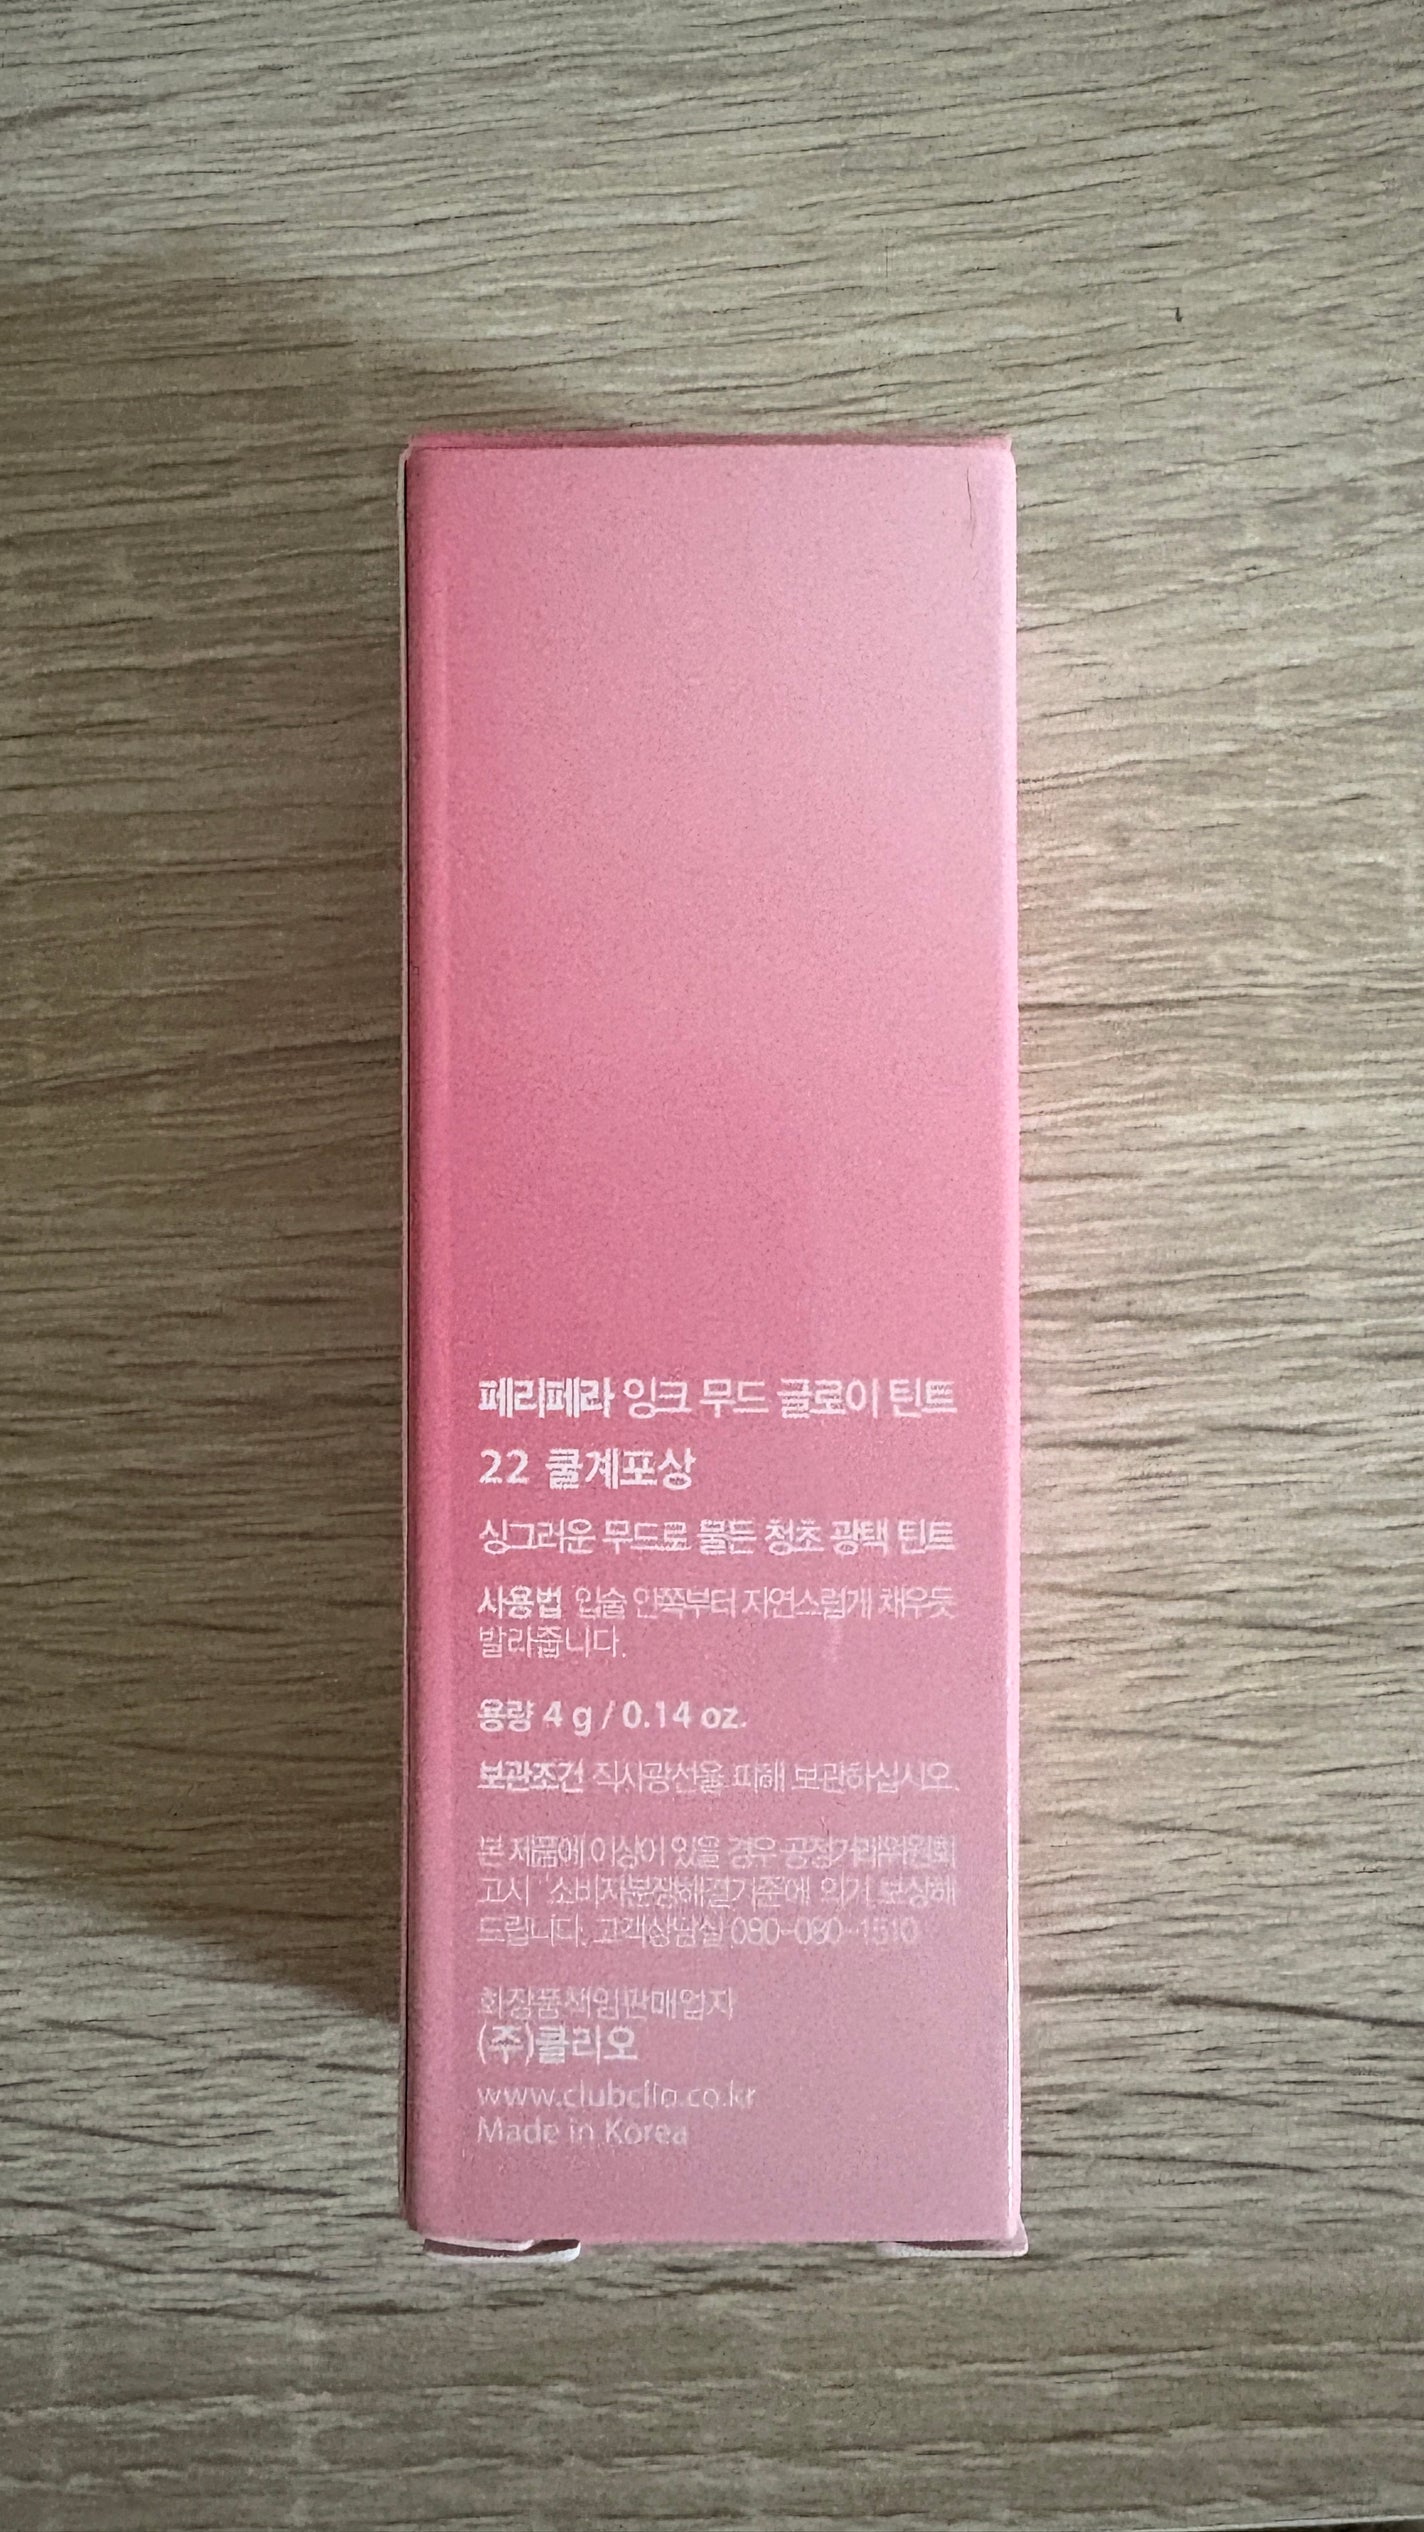 페리페라 잉크 무드 글로이 틴트
22 쿨계포상
싱그러운 무드로 물든 청초 광택 틴트
사용법 입술 안쪽부터 자연스럽게 채우듯
발라줍니다.
용량 4 g / 0.14 oz.
보관조건 직사광선을 피해 보관하십시오.
본 제품에 이상이 있을 경우 공정거래위원회
고시 '소비자분쟁해결기준'에 의거 보상해
드립니다. 고객상담실 080-080-1510
화장품책임판매업자
(주)클리오
www.clubclio.co.kr
Made in Korea